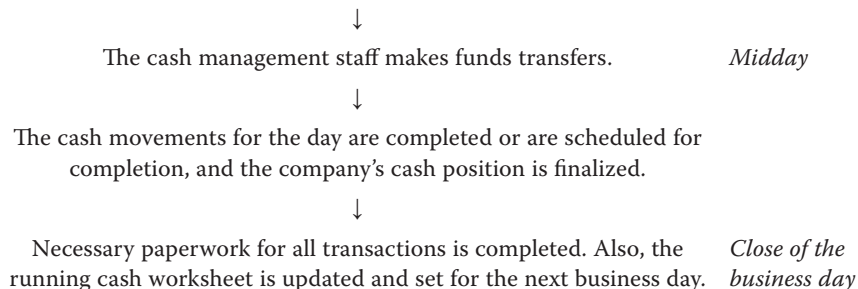 ↓
The cash management staff makes funds transfers. Midday
↓
The cash movements for the day are completed or are scheduled for
completion, and the company’s cash position is finalized.
↓
Necessary paperwork for all transactions is completed. Also, the Close of the
running cash worksheet is updated and set for the next business day. business day